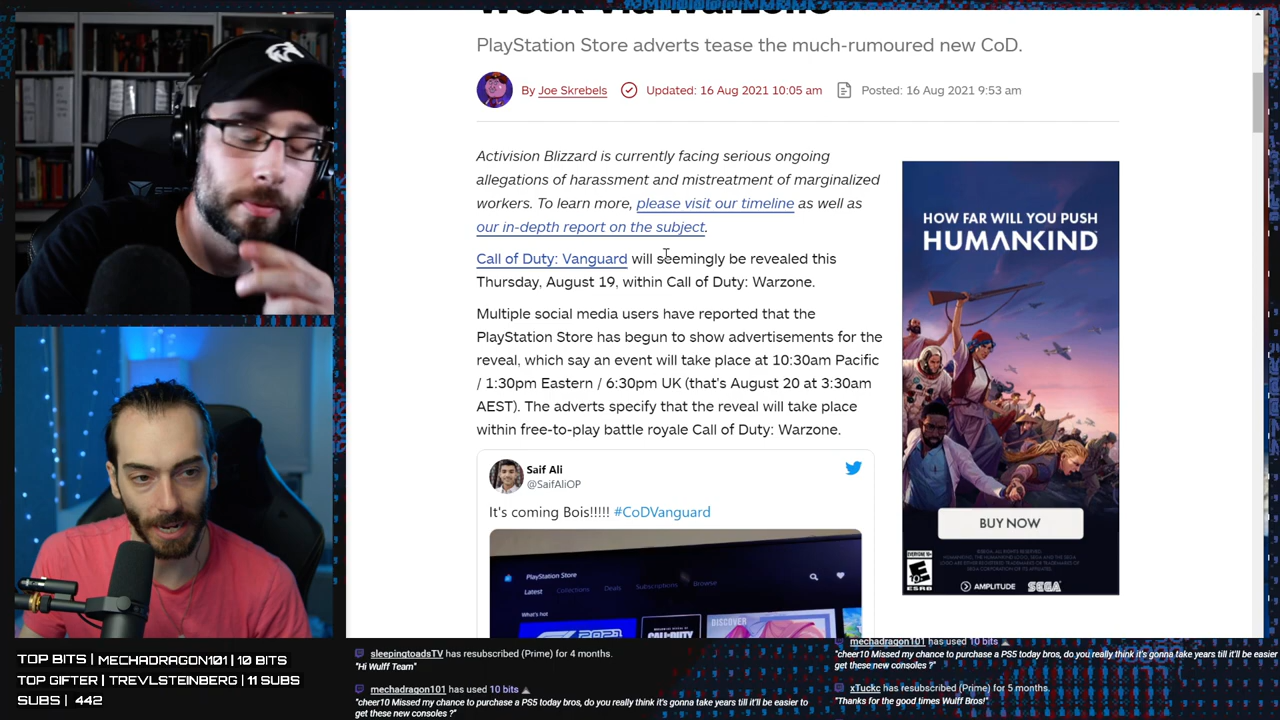 PlayStation Store adverts tease the much-rumoured new CoD.
By Joe Skrebels
Updated: 16 Aug 2021 10:05 am
Posted: 16 Aug 2021 9:53 am
Activision Blizzard is currently facing serious ongoing
allegations of harassment and mistreatment of marginalized
workers. To learn more, please visit our timeline as well as
our in-depth report on the subject.
Call of Duty: Vanguard will seemingly be revealed this
Thursday, August 19, within Call of Duty: Warzone.
Multiple social media users have reported that the
PlayStation Store has begun to show advertisements for the
reveal, which say an event will take place at 10:30am Pacific
/ 1:30pm Eastern / 6:30pm UK (that's August 20 at 3:30am
AEST). The adverts specify that the reveal will take place
within free-to-play battle royale Call of Duty: Warzone.
Saif Ali
@SaifAliOP
It's coming Bois!!!!! #CoDVanguard
PlayStation Store
Latest
Collections
Deals
Subscriptions
Browse
What's hot
DISCOVER
HOW FAR WILL YOU PUSH
HUMANKIND
BUY NOW
EVERYONE 10+
E
ESRB
AMPLITUDE
SEGA
TOP BITS | MECHADRAGON101 | 10 BITS
TOP GIFTER | TREVLSTEINBERG | 11 SUBS
SUBS | 442
sleepingtoadsTV has resubscribed (Prime) for 4 months.
"Hi Wulff Team"
mechadragon101 has used 10 bits
"cheer10 Missed my chance to purchase a PS5 today bros, do you really think it's gonna take years till it'll be easier to
get these new consoles ?"
mechadragon101 has used 10 bits
"cheer10 Missed my chance to purchase a PS5 today bros, do you really think it's gonna take years till it'll be easier
get these new consoles ?"
xTuckc has resubscribed (Prime) for 5 months.
"Thanks for the good times Wulff Bros!"